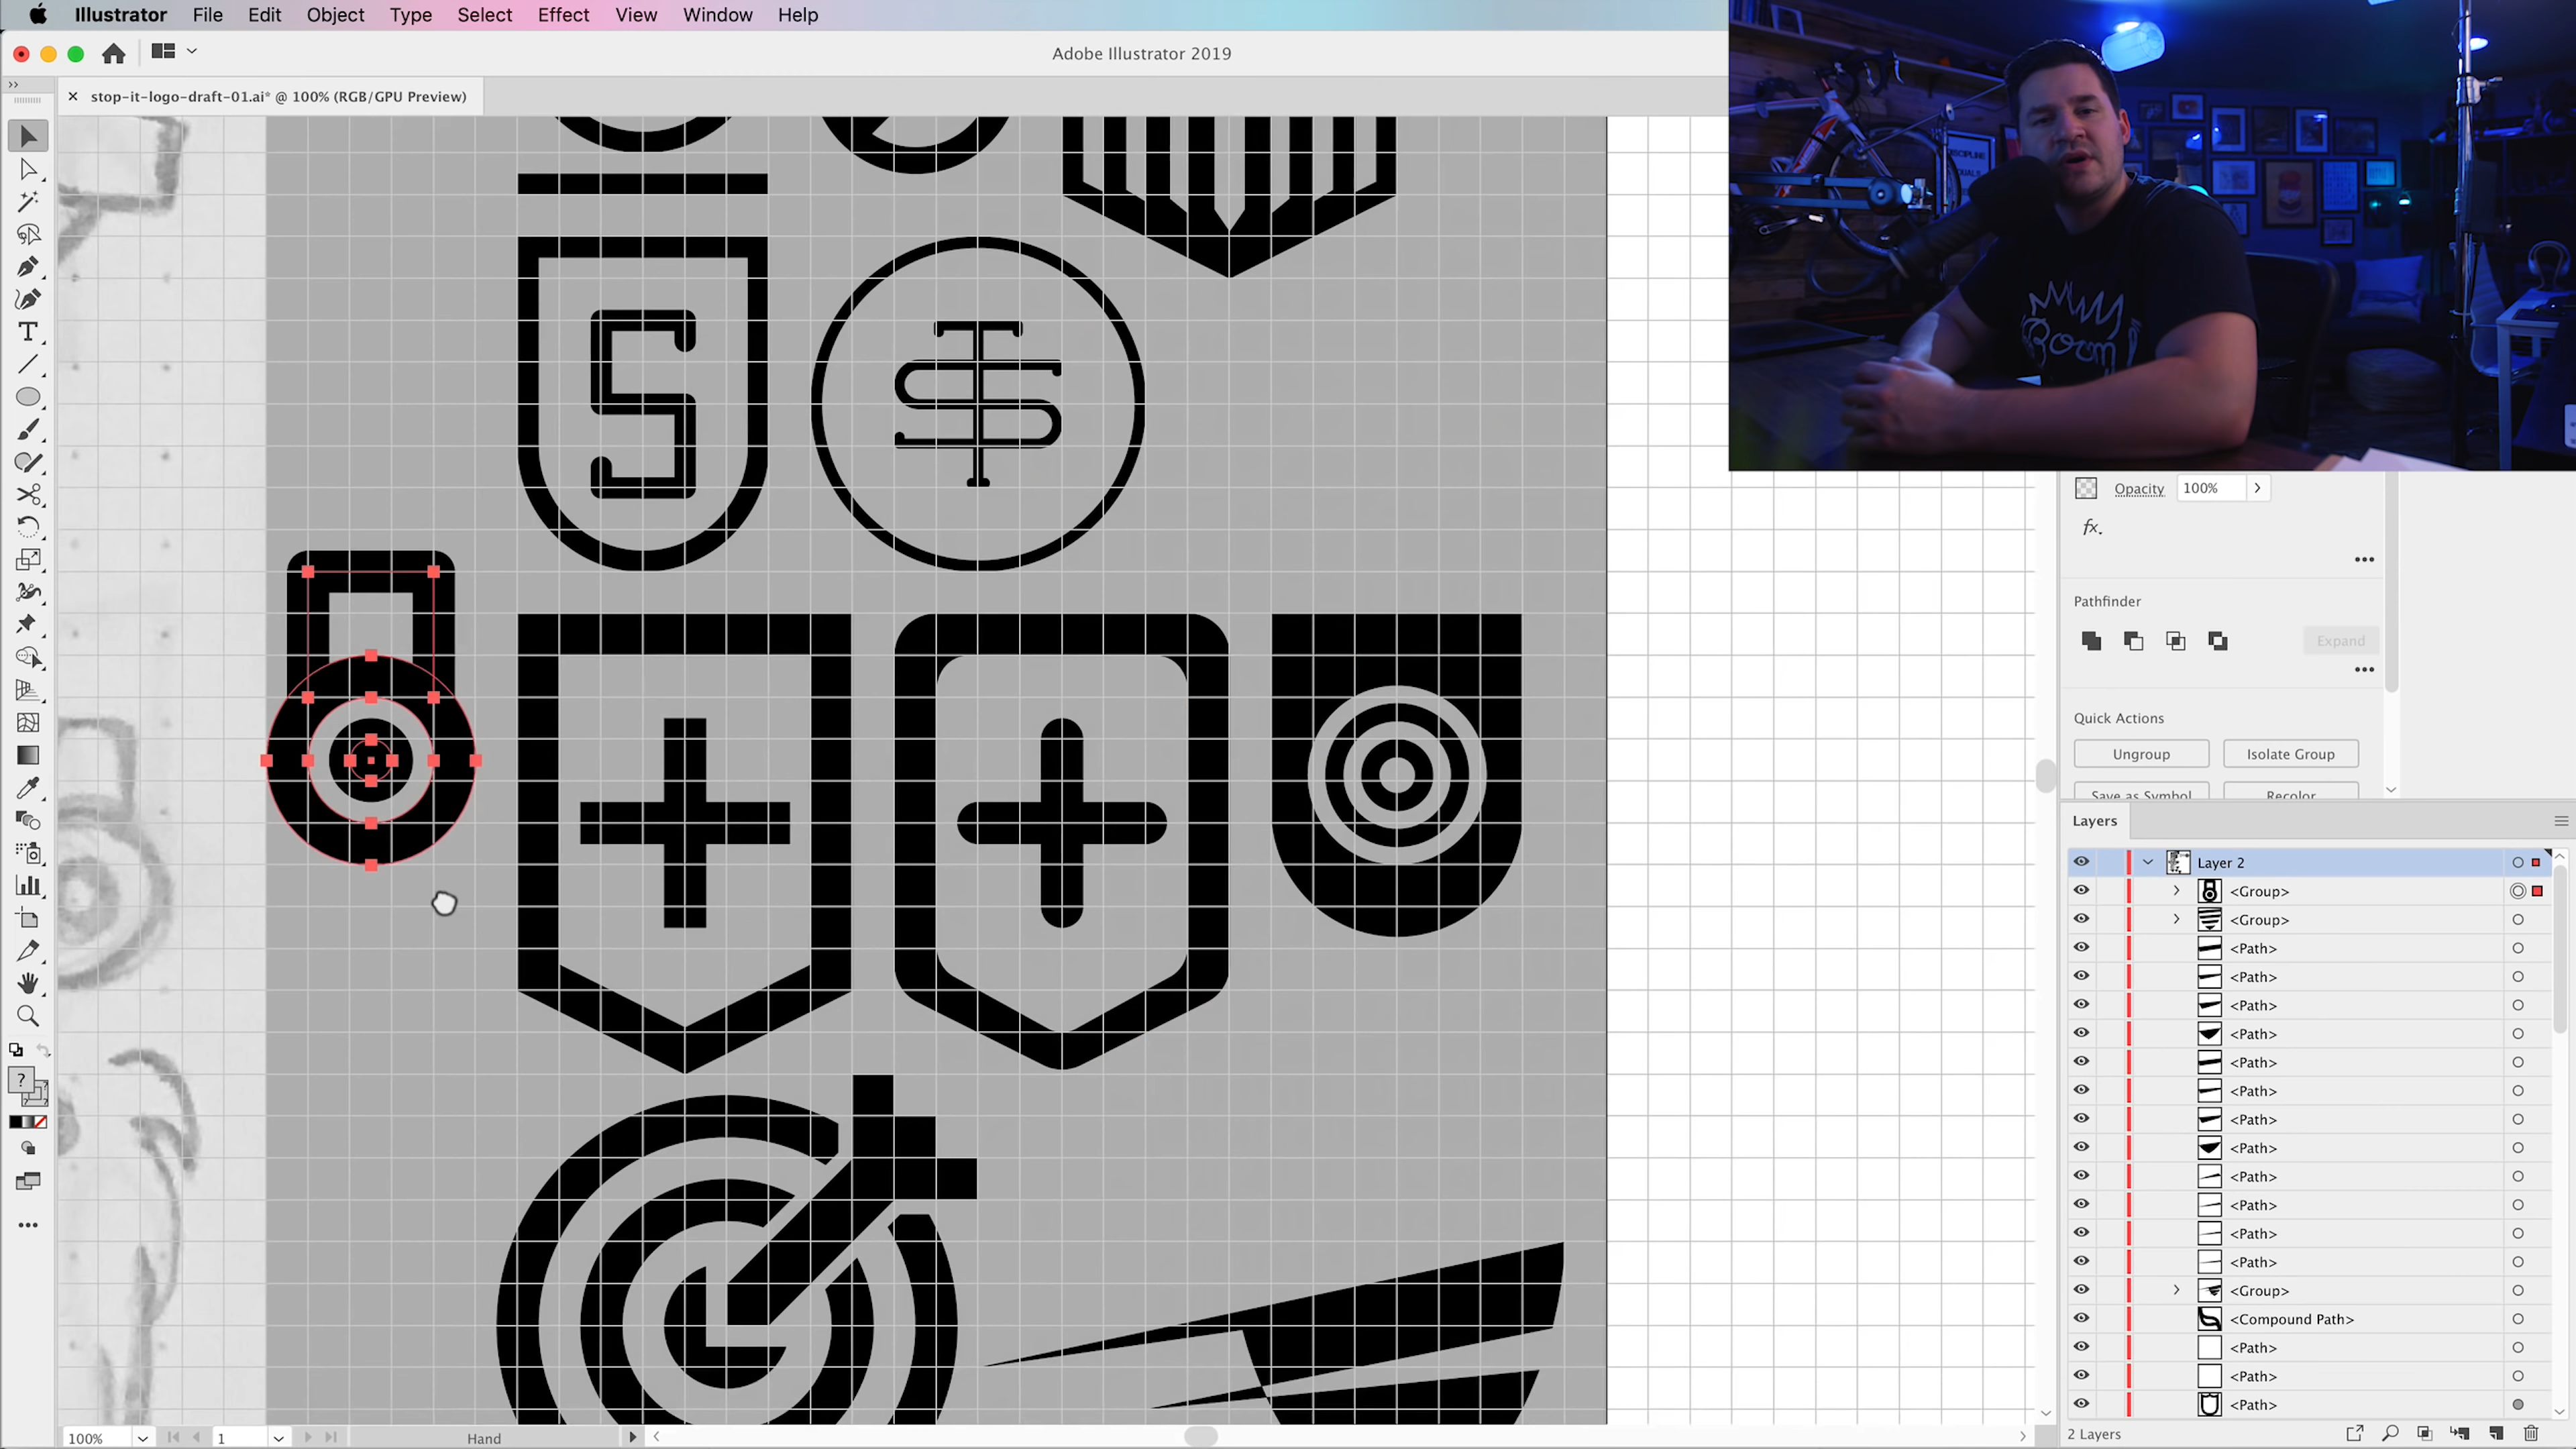 Illustrator File Edit Object Type Select Effect View Window Help
Adobe Illustrator 2019
stop-it-logo-draft-01.ai* @ 100% (RGB/GPU Preview)
DISCIPLINE
Boom!
S
TS
Opacity 100%
fx.
Pathfinder
Expand
Quick Actions
Ungroup Isolate Group
Save as Symbol Recolor
Layers
Layer 2
<Group>
<Group>
<Path>
<Path>
<Path>
<Path>
<Path>
<Path>
<Path>
<Path>
<Path>
<Path>
<Path>
<Path>
<Group>
<Compound Path>
<Path>
<Path>
<Path>
100% 1 Hand
2 Layers